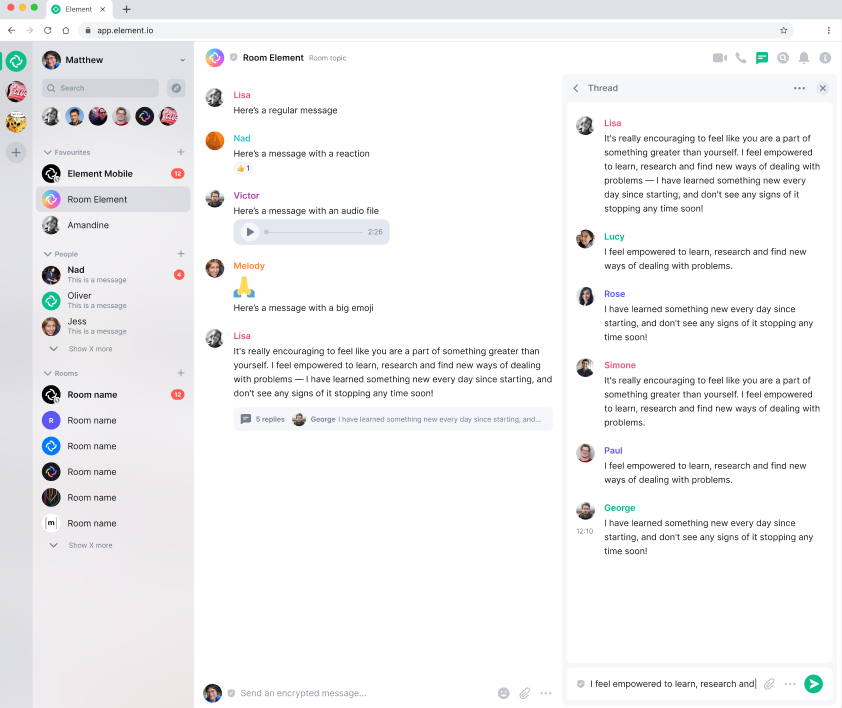 Element
app.element.io
Matthew
Search
Favourites
Element Mobile
12
Room Element
Amandine
People
Nad
This is a message
4
Oliver
This is a message
Jess
This is a message
Show X more
Rooms
Room name
12
R
Room name
Room name
Room name
Room name
[m]
Room name
Show X more
Room Element Room topic
Lisa
Here's a regular message
Nad
Here's a message with a reaction
👍 1
Victor
Here's a message with an audio file
2:26
Melody
🙏
Here's a message with a big emoji
Lisa
It's really encouraging to feel like you are a part of something greater than
yourself. I feel empowered to learn, research and find new ways of dealing
with problems — I have learned something new every day since starting, and
don't see any signs of it stopping any time soon!
5 replies George I have learned something new every day since starting, and...
Send an encrypted message...
Thread
Lisa
It's really encouraging to feel like you are a part of
something greater than yourself. I feel empowered
to learn, research and find new ways of dealing with
problems — I have learned something new every
day since starting, and don't see any signs of it
stopping any time soon!
Lucy
I feel empowered to learn, research and find new
ways of dealing with problems.
Rose
I have learned something new every day since
starting, and don't see any signs of it stopping any
time soon!
Simone
It's really encouraging to feel like you are a part of
something greater than yourself. I feel empowered
to learn, research and find new ways of dealing with
problems.
Paul
I feel empowered to learn, research and find new
ways of dealing with problems.
George
12:10
I have learned something new every day since
starting, and don't see any signs of it stopping any
time soon!
I feel empowered to learn, research and